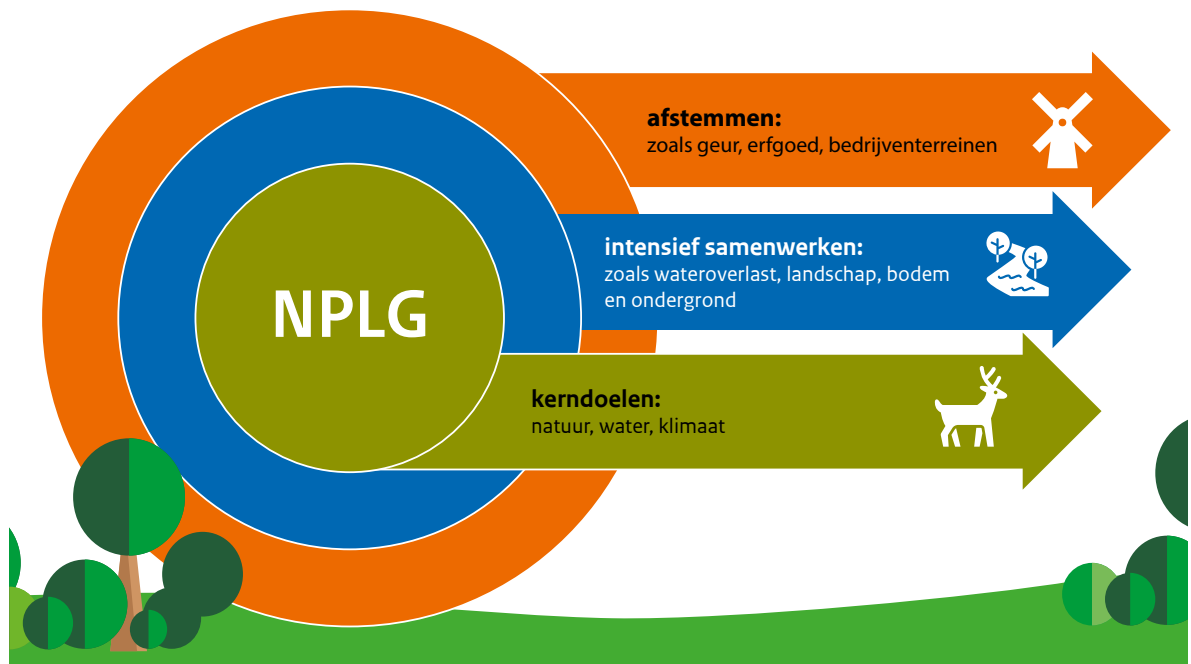 afstemmen:
zoals geur, erfgoed, bedrijventerreinen
intensief samenwerken:
zoals wateroverlast, landschap, bodem
en ondergrond
NPLG
kerndoelen:
natuur, water, klimaat